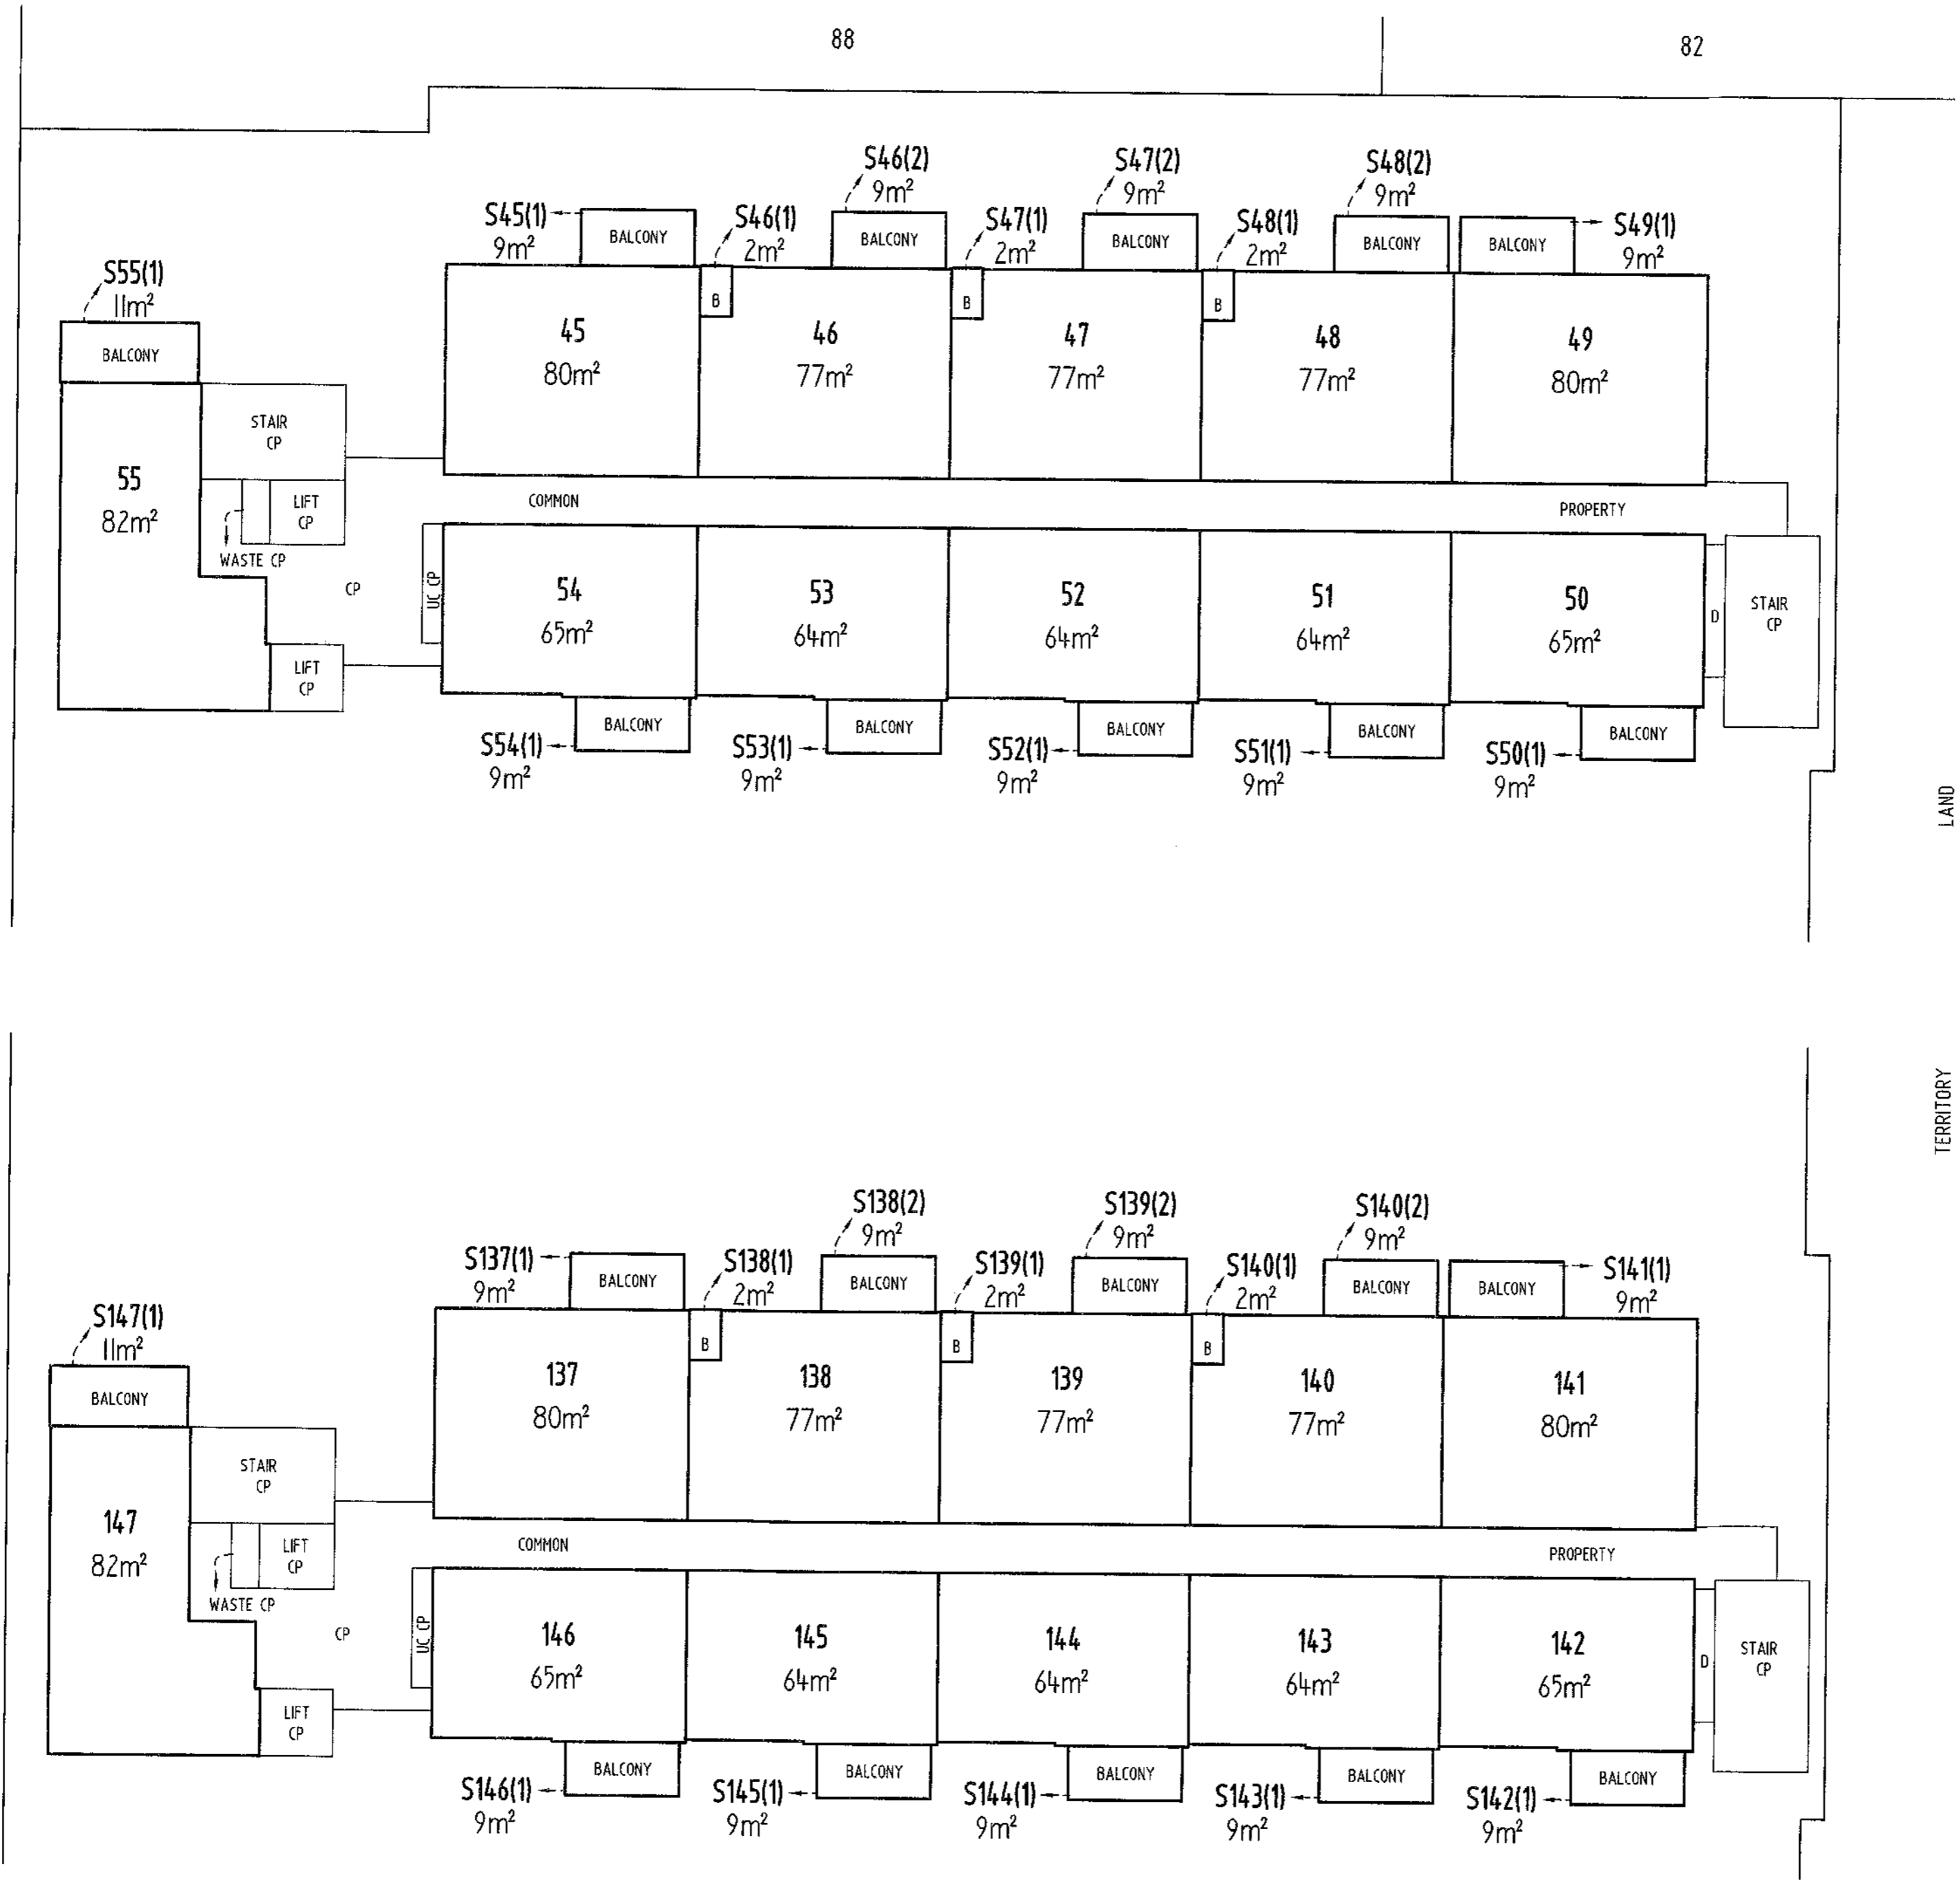 88
82
S46(2)
9m²
S47(2)
9m²
S48(2)
9m²
S45(1)
9m²
BALCONY
S46(1)
2m²
BALCONY
S47(1)
2m²
BALCONY
S48(1)
2m²
BALCONY
BALCONY
S49(1)
9m²
S55(1)
11m²
BALCONY
B
B
B
45
80m²
46
77m²
47
77m²
48
77m²
49
80m²
STAIR
CP
55
82m²
LIFT
CP
WASTE CP
COMMON
PROPERTY
CP
UC CP
54
65m²
53
64m²
52
64m²
51
64m²
50
65m²
D
STAIR
CP
LIFT
CP
BALCONY
BALCONY
BALCONY
BALCONY
BALCONY
S54(1)
9m²
S53(1)
9m²
S52(1)
9m²
S51(1)
9m²
S50(1)
9m²
LAND
TERRITORY
S138(2)
9m²
S139(2)
9m²
S140(2)
9m²
S137(1)
9m²
BALCONY
S138(1)
2m²
BALCONY
S139(1)
2m²
BALCONY
S140(1)
2m²
BALCONY
BALCONY
S141(1)
9m²
S147(1)
11m²
BALCONY
B
B
B
137
80m²
138
77m²
139
77m²
140
77m²
141
80m²
STAIR
CP
147
82m²
LIFT
CP
WASTE CP
COMMON
PROPERTY
CP
UC CP
146
65m²
145
64m²
144
64m²
143
64m²
142
65m²
D
STAIR
CP
LIFT
CP
BALCONY
BALCONY
BALCONY
BALCONY
BALCONY
S146(1)
9m²
S145(1)
9m²
S144(1)
9m²
S143(1)
9m²
S142(1)
9m²